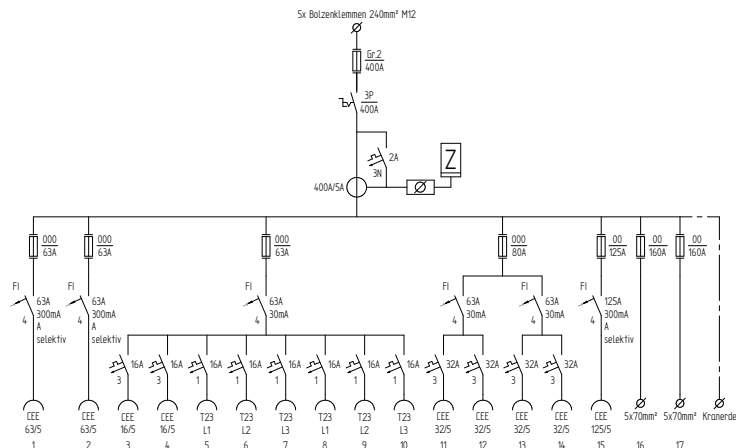 5x Bolzenklemmen 240mm² M12
Gr.2
400A
3P
400A
2A
3N
Z
400A/5A
000 000 000 000 00 00 00
63A 63A 63A 80A 125A 160A 160A
FI FI FI FI FI FI
63A 63A 63A 63A 63A 125A
300mA 300mA 30mA 30mA 30mA 300mA
4 4 4 4 4 4
A A A
selektiv selektiv selektiv
16A 16A 16A 16A 16A 16A 16A 16A 32A 32A 32A 32A
3 3 1 1 1 1 1 1 3 3 3 3
CEE CEE CEE CEE T23 T23 T23 T23 T23 T23 CEE CEE CEE CEE CEE 5x70mm² 5x70mm² Kranerde
63/5 63/5 16/5 16/5 L1 L2 L3 L1 L2 L3 32/5 32/5 32/5 32/5 125/5
1 2 3 4 5 6 7 8 9 10 11 12 13 14 15 16 17